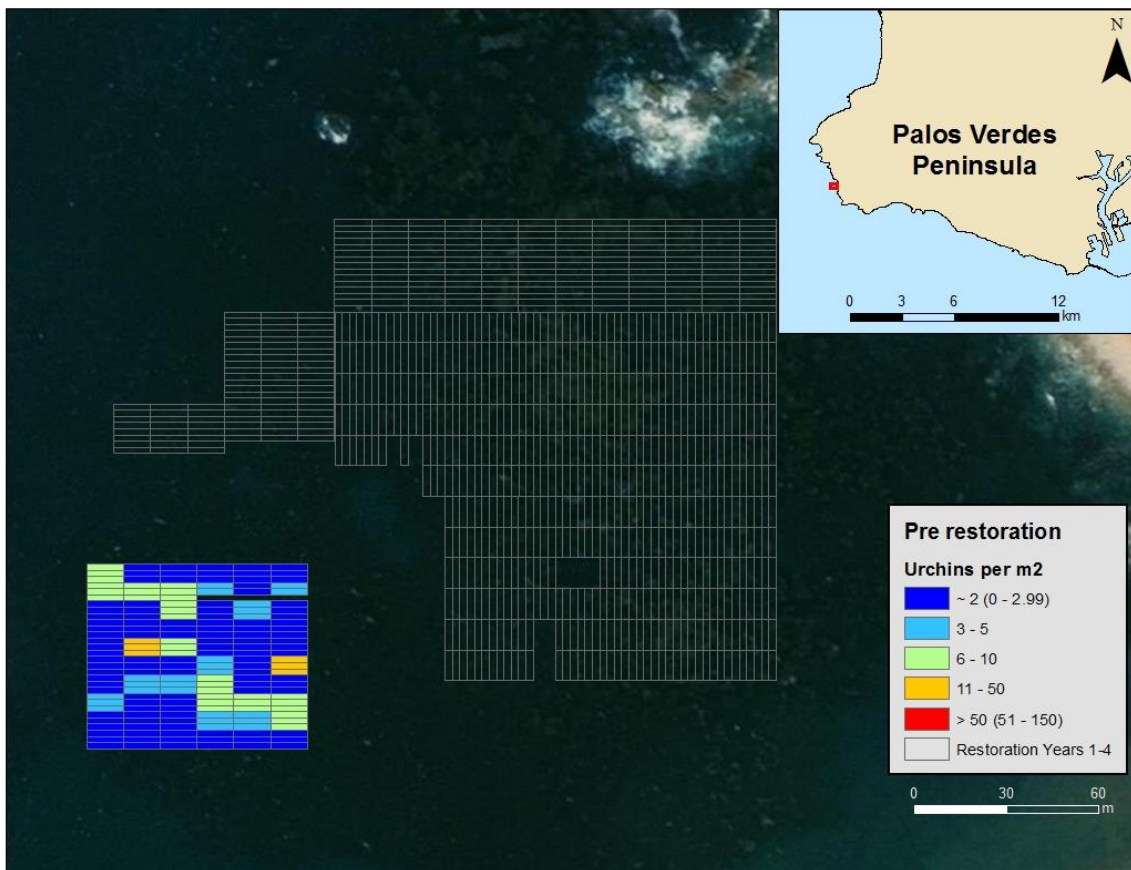 N
Palos Verdes
Peninsula
0 3 6 12
km
Pre restoration
Urchins per m2
~ 2 (0 - 2.99)
3 - 5
6 - 10
11 - 50
> 50 (51 - 150)
Restoration Years 1-4
0 30 60
m